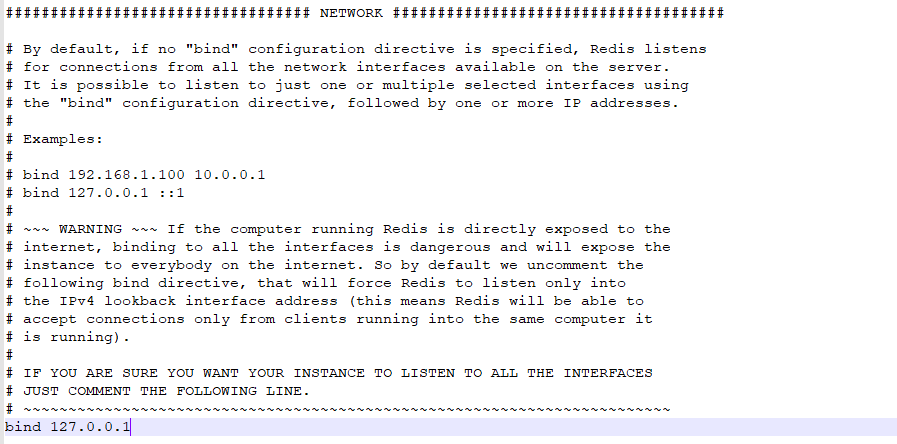 ################################## NETWORK #####################################
# By default, if no "bind" configuration directive is specified, Redis listens
# for connections from all the network interfaces available on the server.
# It is possible to listen to just one or multiple selected interfaces using
# the "bind" configuration directive, followed by one or more IP addresses.
#
# Examples:
#
# bind 192.168.1.100 10.0.0.1
# bind 127.0.0.1 ::1
#
# ~~~ WARNING ~~~ If the computer running Redis is directly exposed to the
# internet, binding to all the interfaces is dangerous and will expose the
# instance to everybody on the internet. So by default we uncomment the
# following bind directive, that will force Redis to listen only into
# the IPv4 lookback interface address (this means Redis will be able to
# accept connections only from clients running into the same computer it
# is running).
#
# IF YOU ARE SURE YOU WANT YOUR INSTANCE TO LISTEN TO ALL THE INTERFACES
# JUST COMMENT THE FOLLOWING LINE.
# ~~~~~~~~~~~~~~~~~~~~~~~~~~~~~~~~~~~~~~~~~~~~~~~~~~~~~~~~~~~~~~~~~~~~~~~~
bind 127.0.0.1